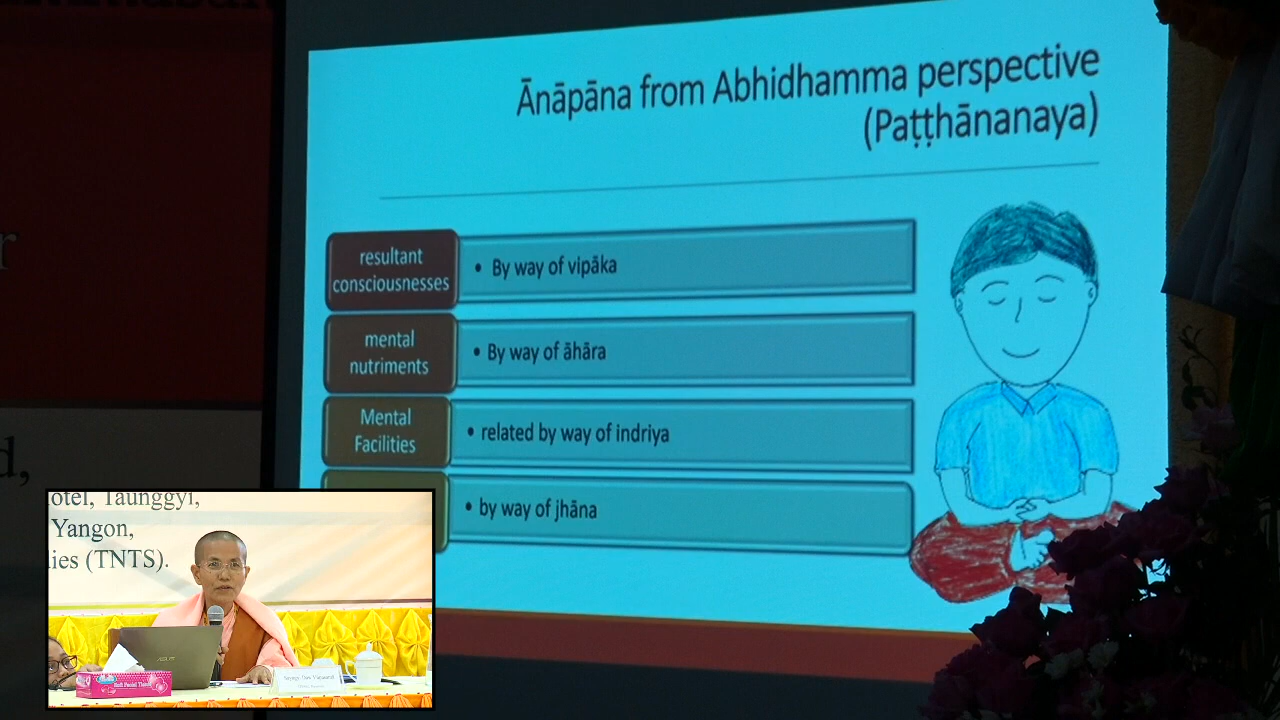 Ānāpāna from Abhidhamma perspective
(Paṭṭhānanaya)
resultant
consciousnesses
• By way of vipāka
mental
nutriments
• By way of āhāra
Mental
Facilities
• related by way of indriya
• by way of jhāna
r
d,
otel, Taunggyi,
Yangon,
ies (TNTS).
ASUS